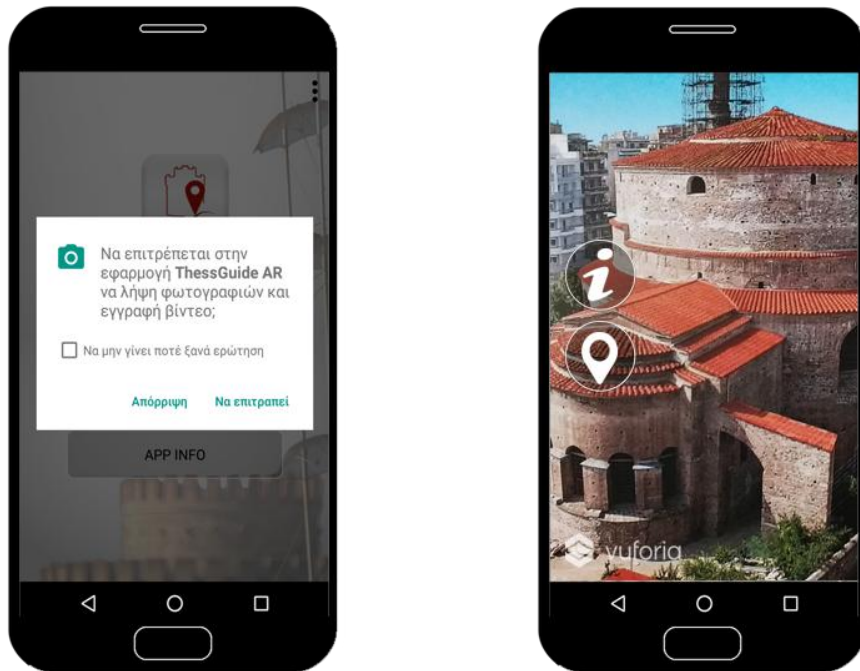 Να επιτρέπεται στην
εφαρμογή ThessGuide AR
να λήψη φωτογραφιών και
εγγραφή βίντεο;
Να μην γίνει ποτέ ξανά ερώτηση
Απόρριψη Να επιτραπεί
APP INFO
vuforia